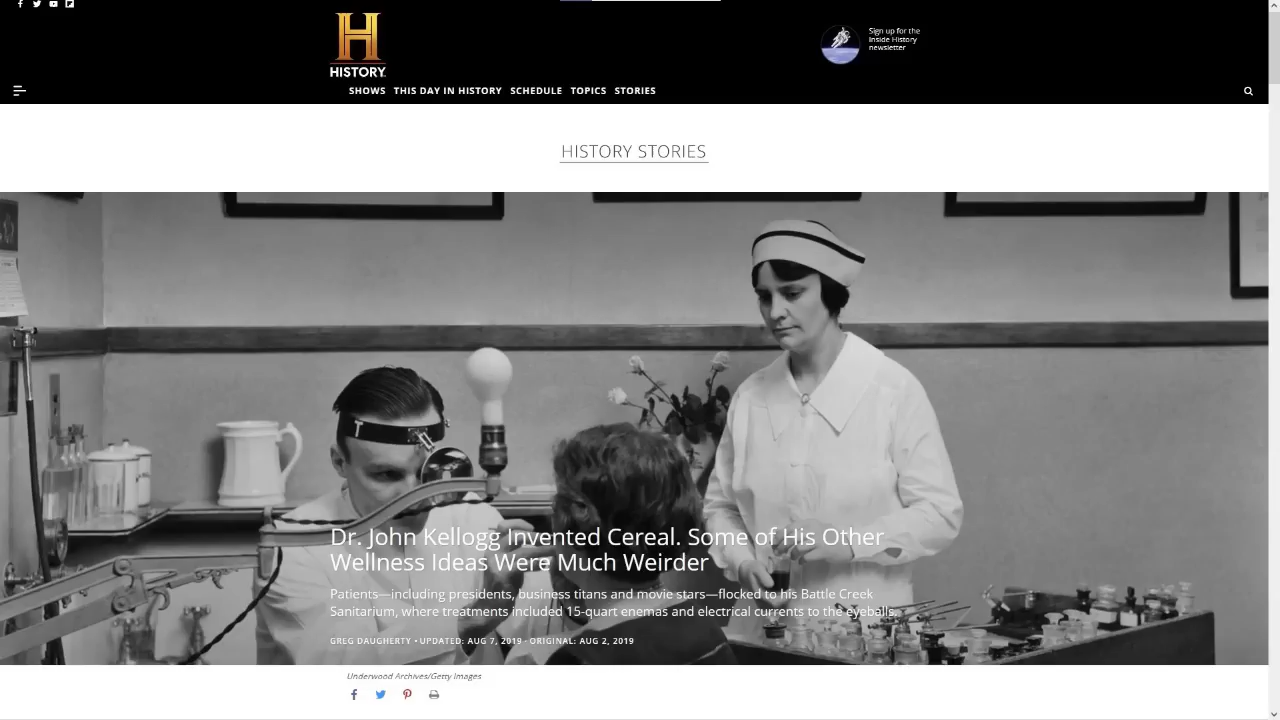 H
HISTORY
Sign up for the
Inside History
newsletter
SHOWS THIS DAY IN HISTORY SCHEDULE TOPICS STORIES
HISTORY STORIES
Dr. John Kellogg Invented Cereal. Some of His Other
Wellness Ideas Were Much Weirder
Patients—including presidents, business titans and movie stars—flocked to his Battle Creek
Sanitarium, where treatments included 15-quart enemas and electrical currents to the eyeballs.
GREG DAUGHERTY • UPDATED: AUG 7, 2019 · ORIGINAL: AUG 2, 2019
Underwood Archives/Getty Images